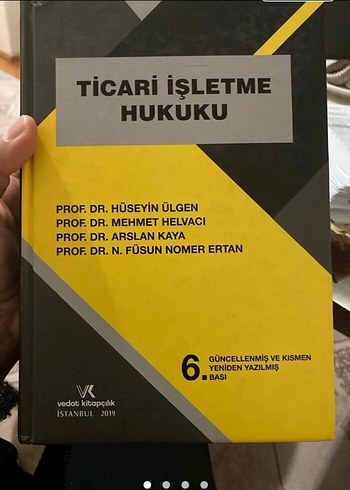 TİCARİ İŞLETME
HUKUKU
PROF. DR. HÜSEYİN ÜLGEN
PROF. DR. MEHMET HELVACI
PROF. DR. ARSLAN KAYA
PROF. DR. N. FÜSUN NOMER ERTAN
6. GÜNCELLENMİŞ VE KISMEN
YENİDEN YAZILMIŞ
BASI
VK
vedat kitapçılık
İSTANBUL 2019